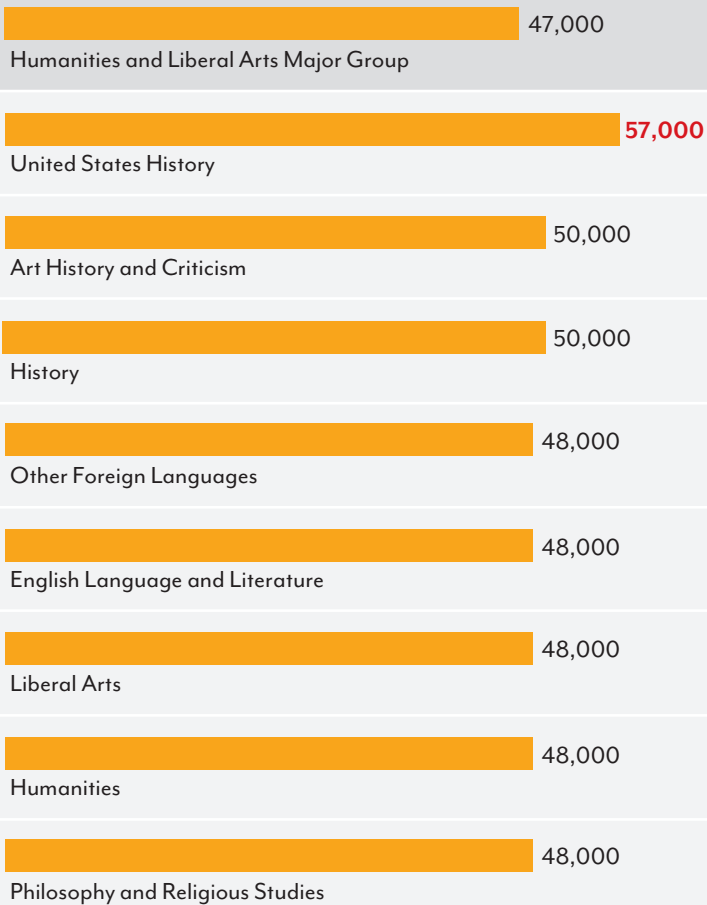 47,000
Humanities and Liberal Arts Major Group
57,000
United States History
50,000
Art History and Criticism
50,000
History
48,000
Other Foreign Languages
48,000
English Language and Literature
48,000
Liberal Arts
48,000
Humanities
48,000
Philosophy and Religious Studies